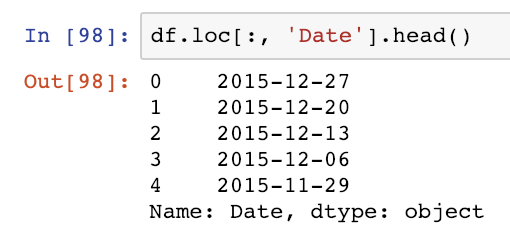 In [98]: df.loc[:, 'Date'].head()
Out[98]: 0 2015-12-27
1 2015-12-20
2 2015-12-13
3 2015-12-06
4 2015-11-29
Name: Date, dtype: object